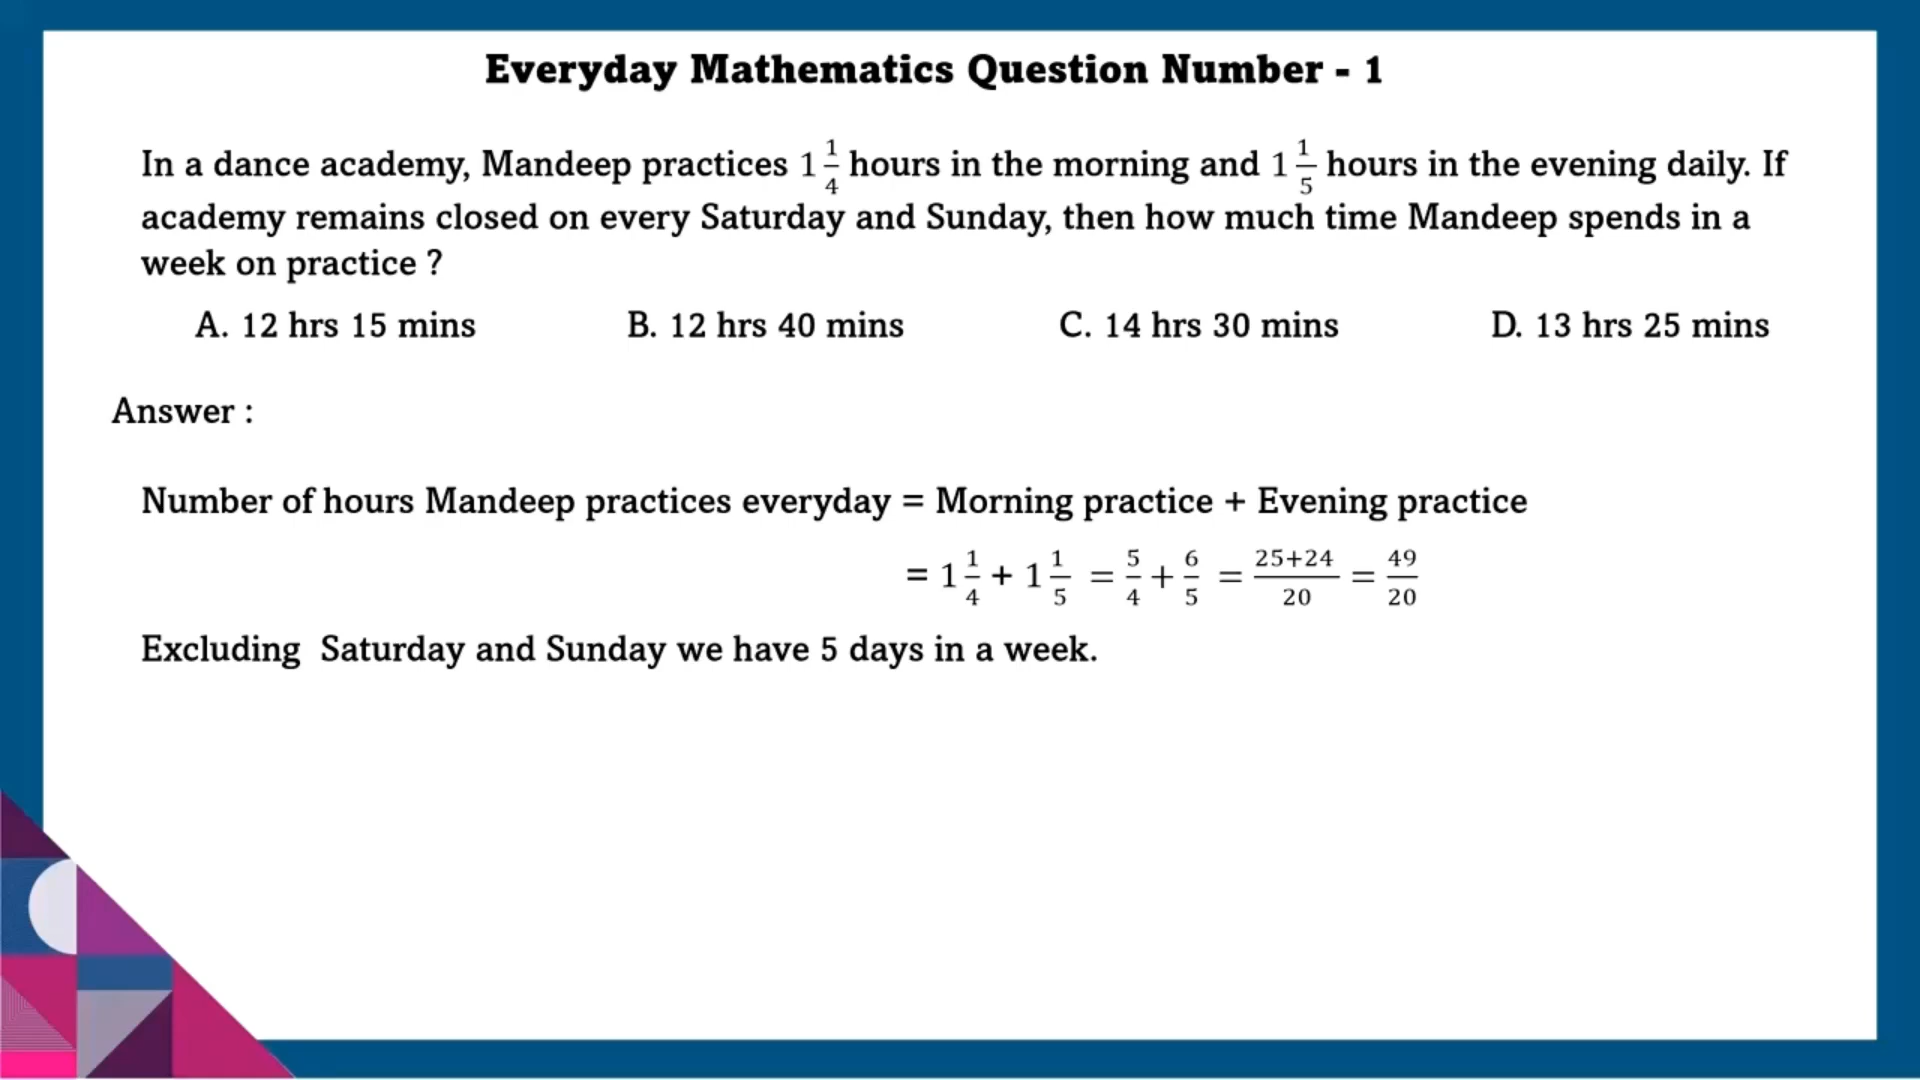 Everyday Mathematics Question Number - 1
In a dance academy, Mandeep practices 1 1/4 hours in the morning and 1 1/5 hours in the evening daily. If
academy remains closed on every Saturday and Sunday, then how much time Mandeep spends in a
week on practice ?
A. 12 hrs 15 mins B. 12 hrs 40 mins C. 14 hrs 30 mins D. 13 hrs 25 mins
Answer :
Number of hours Mandeep practices everyday = Morning practice + Evening practice
= 1 1/4 + 1 1/5 = 5/4 + 6/5 = 25+24/20 = 49/20
Excluding Saturday and Sunday we have 5 days in a week.